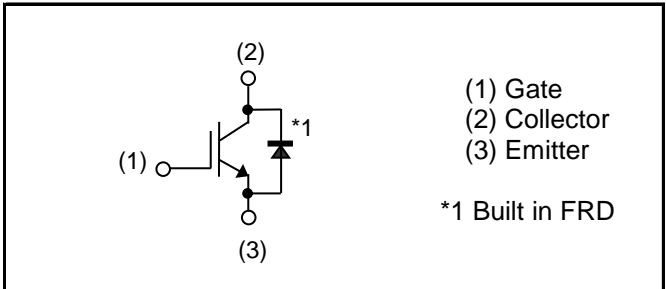 (2)
*1
(1)
(3)
(1) Gate
(2) Collector
(3) Emitter
*1 Built in FRD